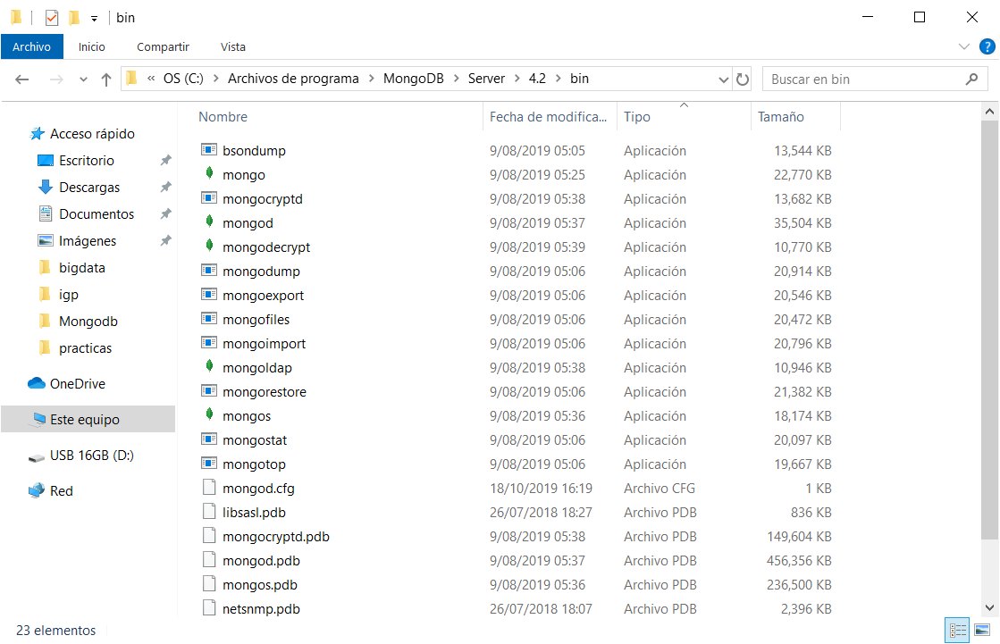 bin
Archivo Inicio Compartir Vista
« OS (C:) > Archivos de programa > MongoDB > Server > 4.2 > bin
Buscar en bin
Acceso rápido
Escritorio
Descargas
Documentos
Imágenes
bigdata
igp
Mongodb
practicas
OneDrive
Este equipo
USB 16GB (D:)
Red
Nombre Fecha de modifica... Tipo Tamaño
bsondump 9/08/2019 05:05 Aplicación 13,544 KB
mongo 9/08/2019 05:25 Aplicación 22,770 KB
mongocryptd 9/08/2019 05:38 Aplicación 13,682 KB
mongod 9/08/2019 05:37 Aplicación 35,504 KB
mongodecrypt 9/08/2019 05:39 Aplicación 10,770 KB
mongodump 9/08/2019 05:06 Aplicación 20,914 KB
mongoexport 9/08/2019 05:06 Aplicación 20,546 KB
mongofiles 9/08/2019 05:06 Aplicación 20,472 KB
mongoimport 9/08/2019 05:06 Aplicación 20,796 KB
mongoldap 9/08/2019 05:38 Aplicación 10,946 KB
mongorestore 9/08/2019 05:06 Aplicación 21,382 KB
mongos 9/08/2019 05:36 Aplicación 18,174 KB
mongostat 9/08/2019 05:06 Aplicación 20,097 KB
mongotop 9/08/2019 05:06 Aplicación 19,667 KB
mongod.cfg 18/10/2019 16:19 Archivo CFG 1 KB
libsasl.pdb 26/07/2018 18:27 Archivo PDB 836 KB
mongocryptd.pdb 9/08/2019 05:38 Archivo PDB 149,604 KB
mongod.pdb 9/08/2019 05:37 Archivo PDB 456,356 KB
mongos.pdb 9/08/2019 05:36 Archivo PDB 236,500 KB
netsnmp.pdb 26/07/2018 18:07 Archivo PDB 2,396 KB
23 elementos